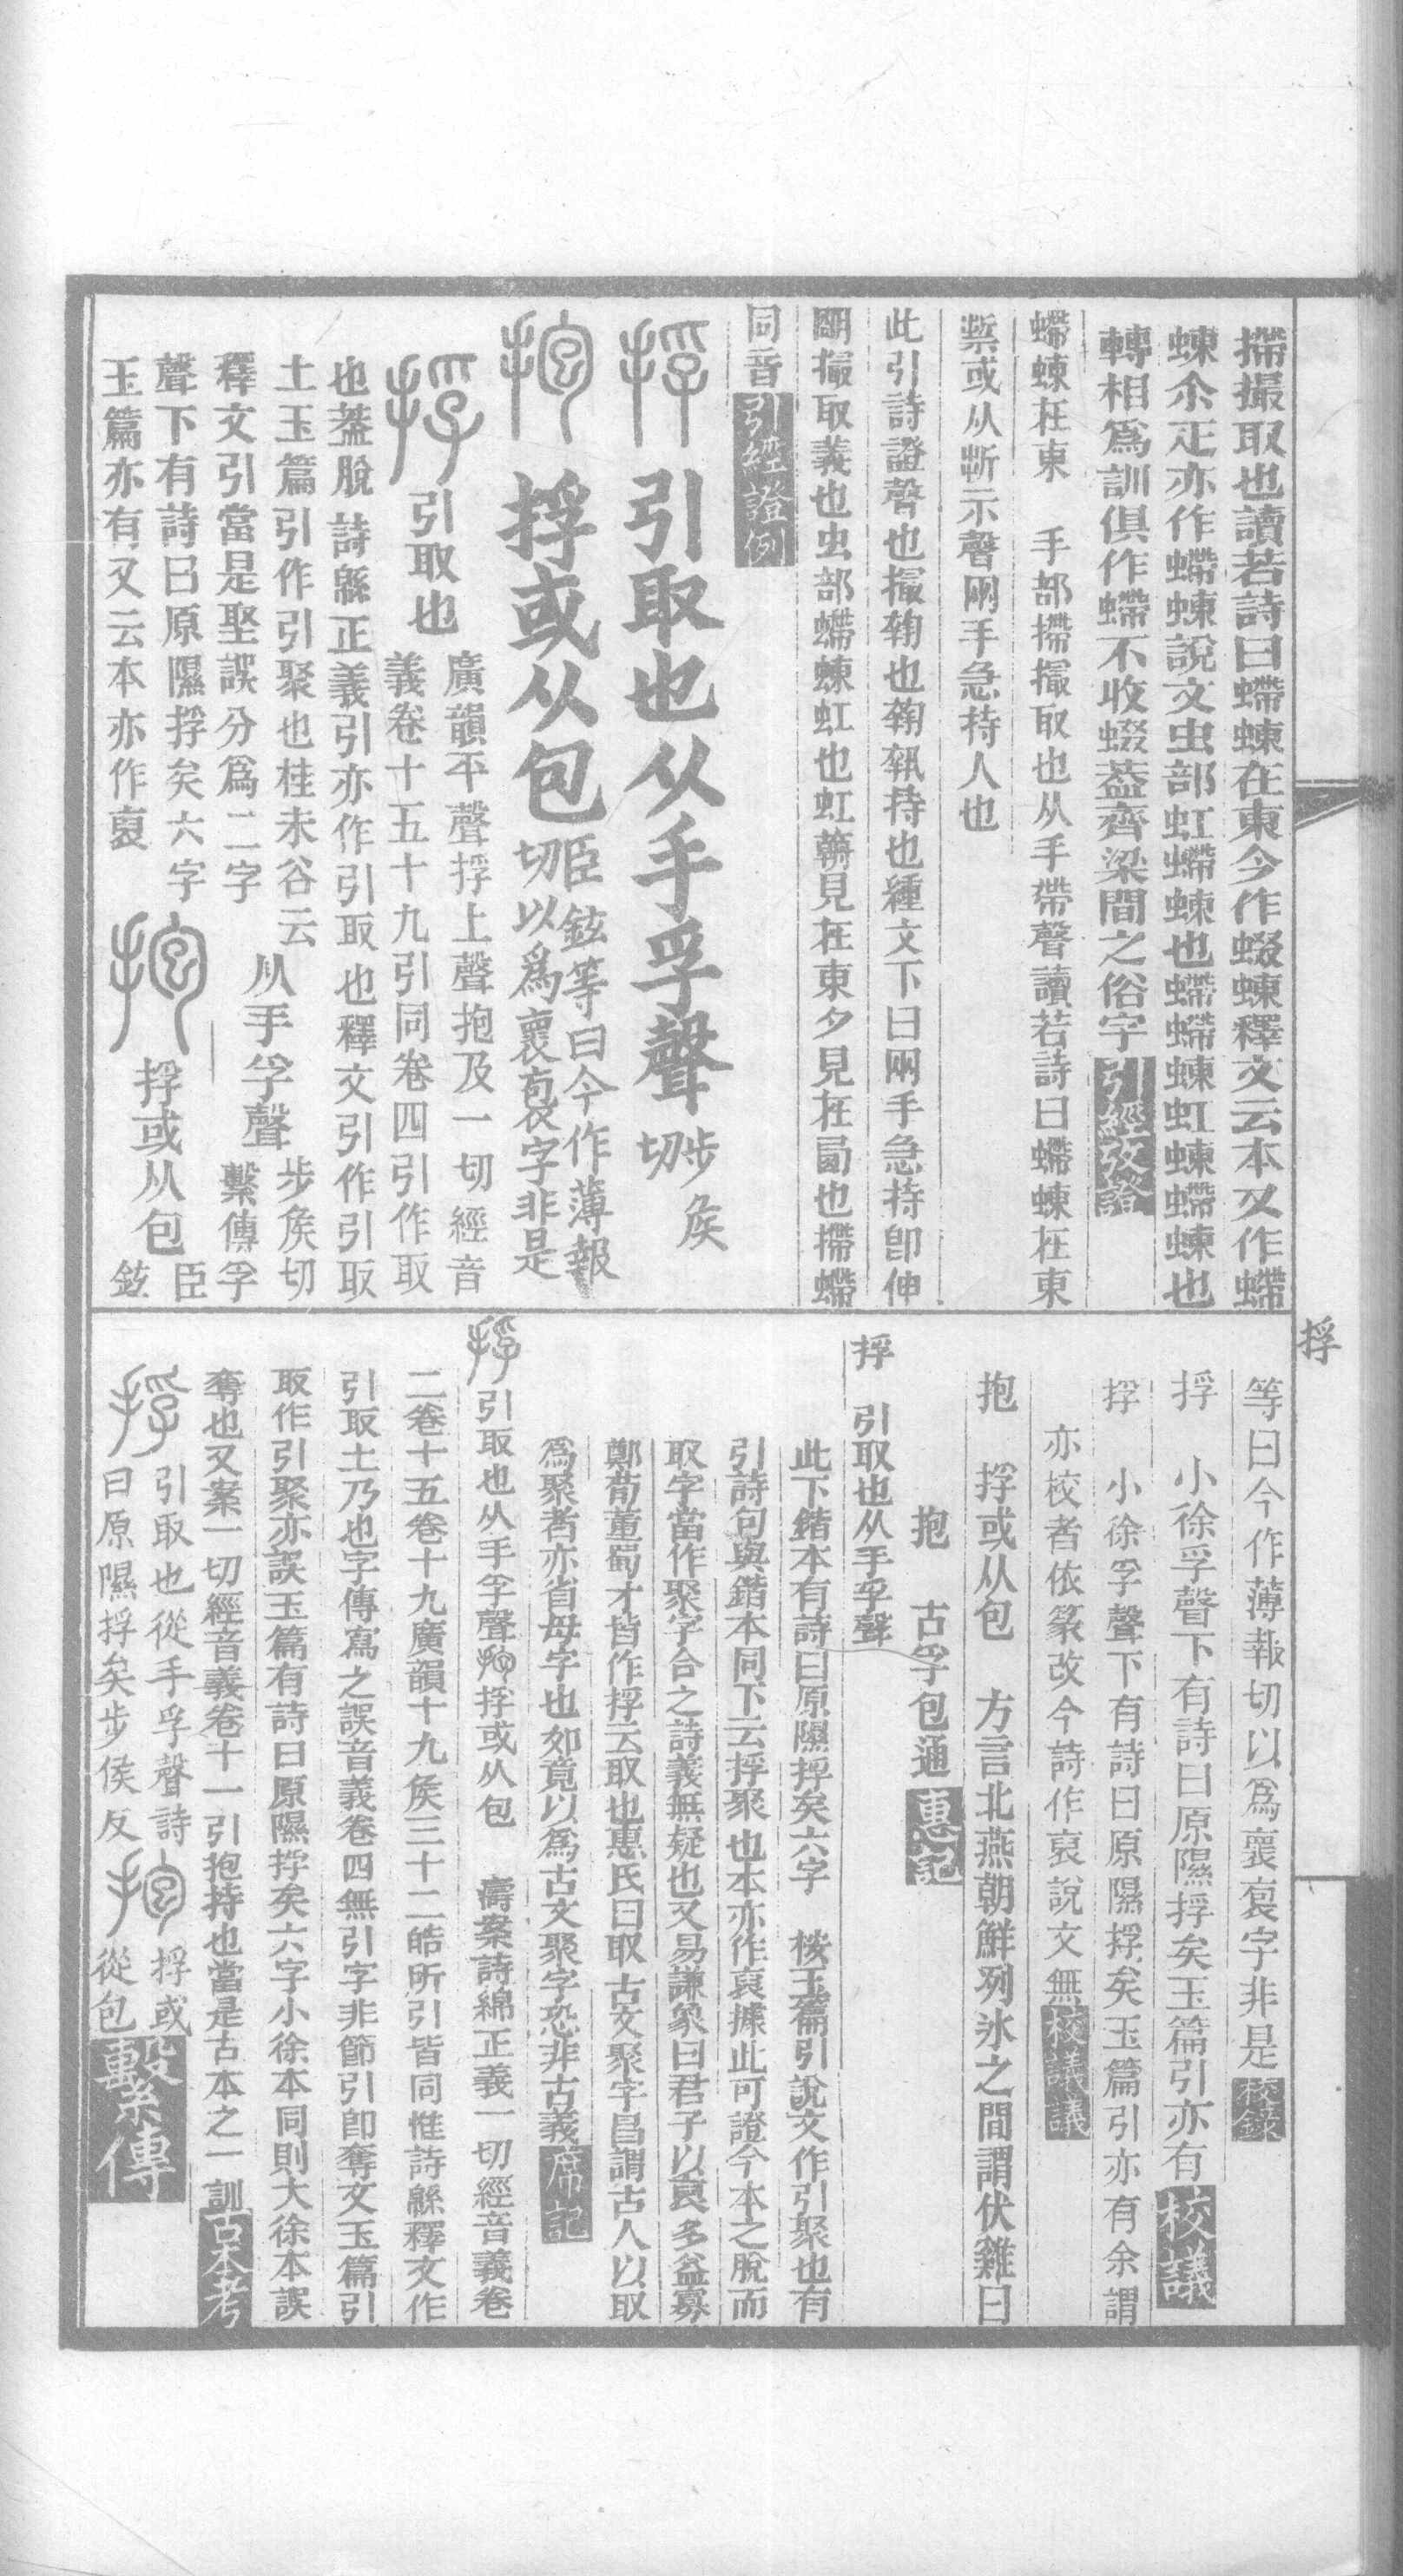 摕撮取也讀若詩曰螮蝀在東今作蝃蝀釋文云本又作螮
蝀尒疋亦作螮蝀說文虫部虹螮蝀也螮螮蝀虹蝀螮蝀也
轉相爲訓俱作螮不收蝃葢齊梁間之俗字引經攷證
螮蝀在東　手部摕撮取也从手帶聲讀若詩曰螮蝀在東
或从示聲兩手急持人也
此引詩證聲也撮也持也文下曰兩手急持卽伸
明撮取義也虫部螮蝀虹也虹見在東夕見在也摕螮
同音引經證例
捊　引取也从手孚聲步矦切
抱　捊或从包臣鉉等曰今作薄報切以爲襃裒字非是
捊　引取也廣韻平聲捊上聲抱及一切經音義卷十五十九引同卷四引作取
也葢脫　詩緜正義引亦作引取也釋文引作引取
土玉篇引作引聚也桂未谷云
釋文引當是堅誤分爲二字　从手孚聲步矦切繫傳孚
聲下有詩曰原隰捊矣六字
玉篇亦有又云本亦作裒　抱　捊或从包臣鉉
捊
等曰今作薄報切以爲襃裒字非是校錄
捊　小徐孚聲下有詩曰原隰捊矣玉篇引亦有校議
捊　小徐孚聲下有詩曰原隰捊矣玉篇引亦有余謂
亦校者依篆改今詩作裒說文無校議議
抱　捊或从包　方言北燕朝鮮洌水之間謂伏雞曰
抱　古孚包通惠記
捊　引取也从手孚聲
此下鍇本有詩曰原隰捊矣六字　桉玉篇引說文作引聚也有
引詩句與鍇本同下云捊聚也本亦作裒據此可證今本之脫而
取字當作聚字合之詩義無疑也又易謙象曰君子以裒多益寡
鄭荀董蜀才皆作捊云取也惠氏曰取古文聚字昌謂古人以取
爲聚者亦省母字也如竟以爲古文聚字恐非古義席記
捊　引取也从手孚聲抱捊或从包　濤案詩綿正義一切經音義卷
二卷十五卷十九廣韻十九矦三十二皓所引皆同惟詩緜釋文作
引取土乃也字傳寫之誤音義卷四無引字非節引卽奪文玉篇引
取作引聚亦誤玉篇有詩曰原隰捊矣六字小徐本同則大徐本誤
奪也又案一切經音義卷十一引抱持也當是古本之一訓古本考
捊　引取也從手孚聲詩曰原隰捊矣步侯反　抱　捊或從包繫傳